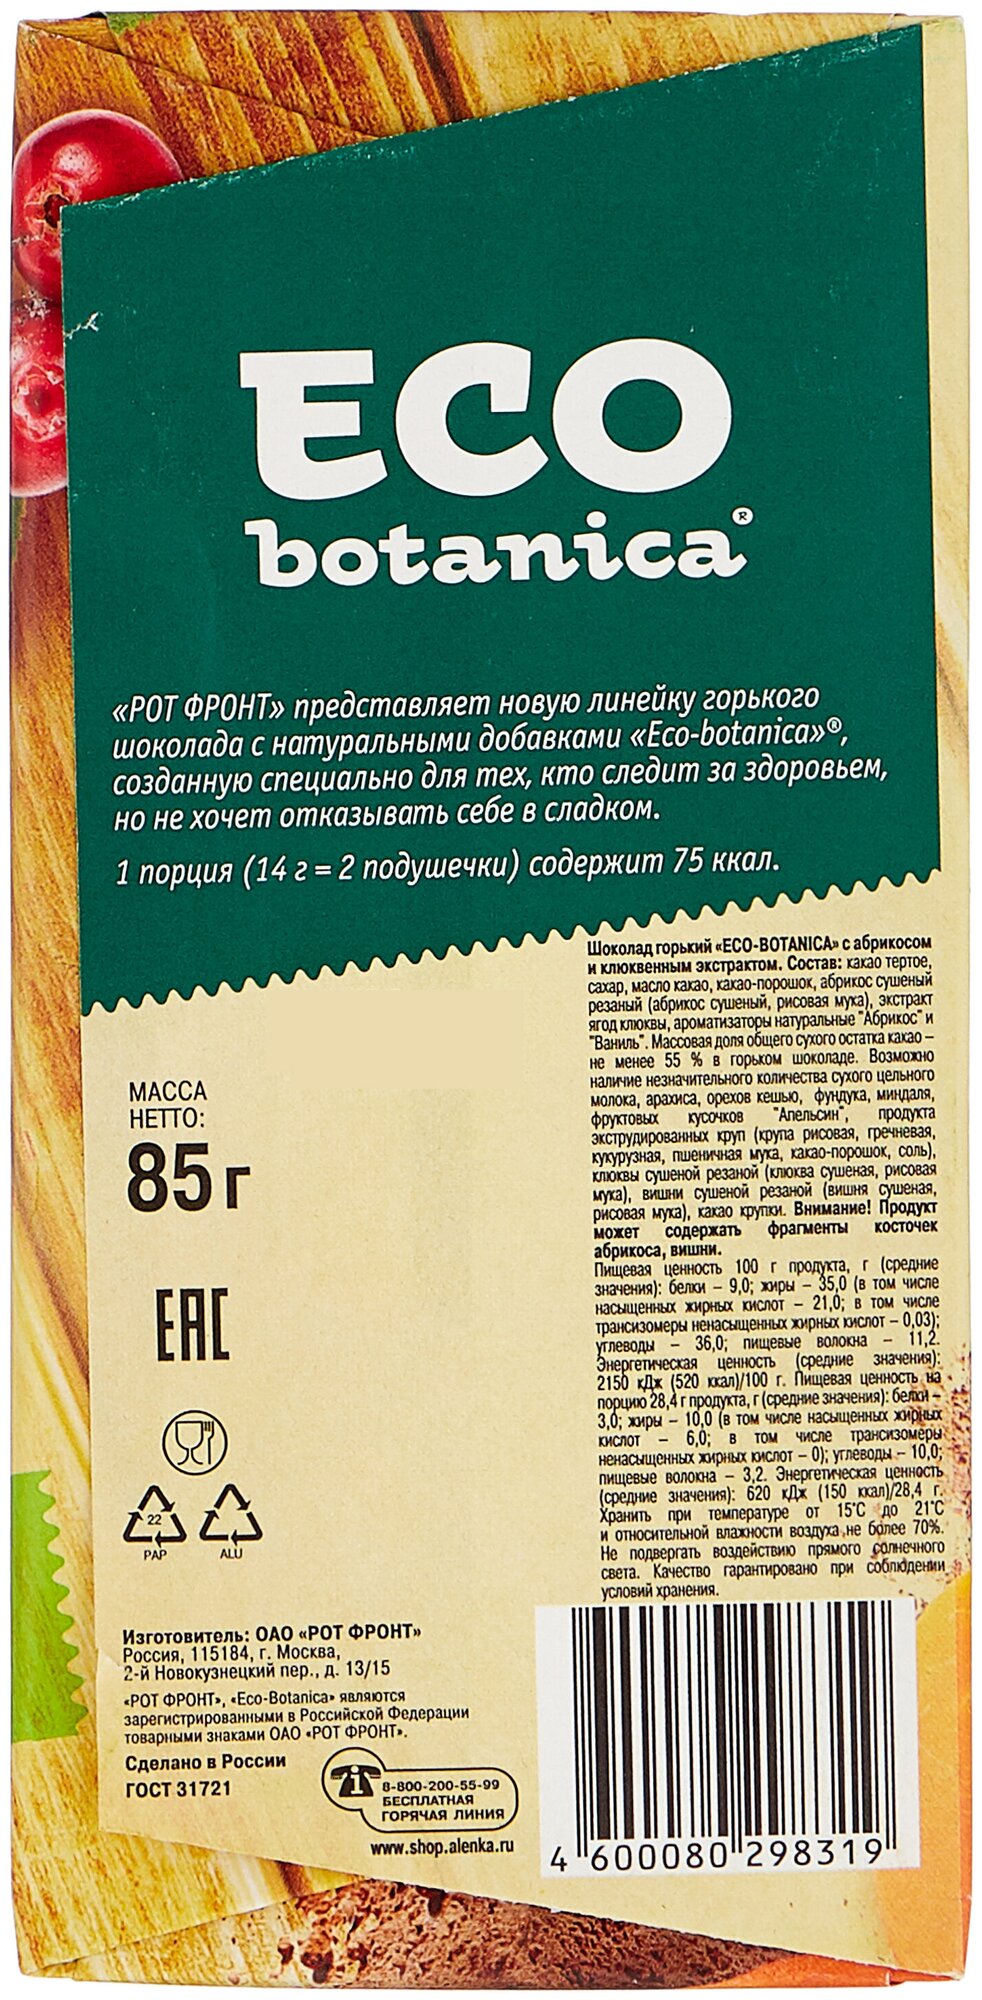 ECO
botanica®
«РОТ ФРОНТ» представляет новую линейку горького
шоколада с натуральными добавками «Eco-botanica»®,
созданную специально для тех, кто следит за здоровьем,
но не хочет отказывать себе в сладком.
1 порция (14 г = 2 подушечки) содержит 75 ккал.
Шоколад горький «ECO-BOTANICA» с абрикосом
и клюквенным экстрактом. Состав: какао тертое,
сахар, масло какао, какао-порошок, абрикос сушеный
резаный (абрикос сушеный, рисовая мука), экстракт
ягод клюквы, ароматизаторы натуральные "Абрикос" и
"Ваниль". Массовая доля общего сухого остатка какао –
не менее 55 % в горьком шоколаде. Возможно
наличие незначительного количества сухого цельного
молока, арахиса, орехов кешью, фундука, миндаля,
фруктовых кусочков "Апельсин", продукта
экструдированных круп (крупа рисовая, гречневая,
кукурузная, пшеничная мука, какао-порошок, соль),
клюквы сушеной резаной (клюква сушеная, рисовая
мука), вишни сушеной резаной (вишня сушеная,
рисовая мука), какао крупки. Внимание! Продукт
может содержать фрагменты косточек
абрикоса, вишни.
Пищевая ценность 100 г продукта, г (средние
значения): белки – 9,0; жиры – 35,0 (в том числе
насыщенных жирных кислот – 21,0; в том числе
трансизомеры ненасыщенных жирных кислот – 0,03);
углеводы – 36,0; пищевые волокна – 11,2.
Энергетическая ценность (средние значения):
2150 кДж (520 ккал)/100 г. Пищевая ценность на
порцию 28,4 г продукта, г (средние значения): белки –
3,0; жиры – 10,0 (в том числе насыщенных жирных
кислот – 6,0; в том числе трансизомеры
ненасыщенных жирных кислот – 0); углеводы – 10,0;
пищевые волокна – 3,2. Энергетическая ценность
(средние значения): 620 кДж (150 ккал)/28,4 г.
Хранить при температуре от 15°С до 21°С
и относительной влажности воздуха не более 70%.
Не подвергать воздействию прямого солнечного
света. Качество гарантировано при соблюдении
условий хранения.
МАССА
НЕТТО:
85 г
EAC
22
PAP
ALU
Изготовитель: ОАО «РОТ ФРОНТ»
Россия, 115184, г. Москва,
2-й Новокузнецкий пер., д. 13/15
«РОТ ФРОНТ», «Eco-Botanica» являются
зарегистрированными в Российской Федерации
товарными знаками ОАО «РОТ ФРОНТ».
Сделано в России
ГОСТ 31721
8-800-200-55-99
БЕСПЛАТНАЯ
ГОРЯЧАЯ ЛИНИЯ
www.shop.alenka.ru
4 600080 298319